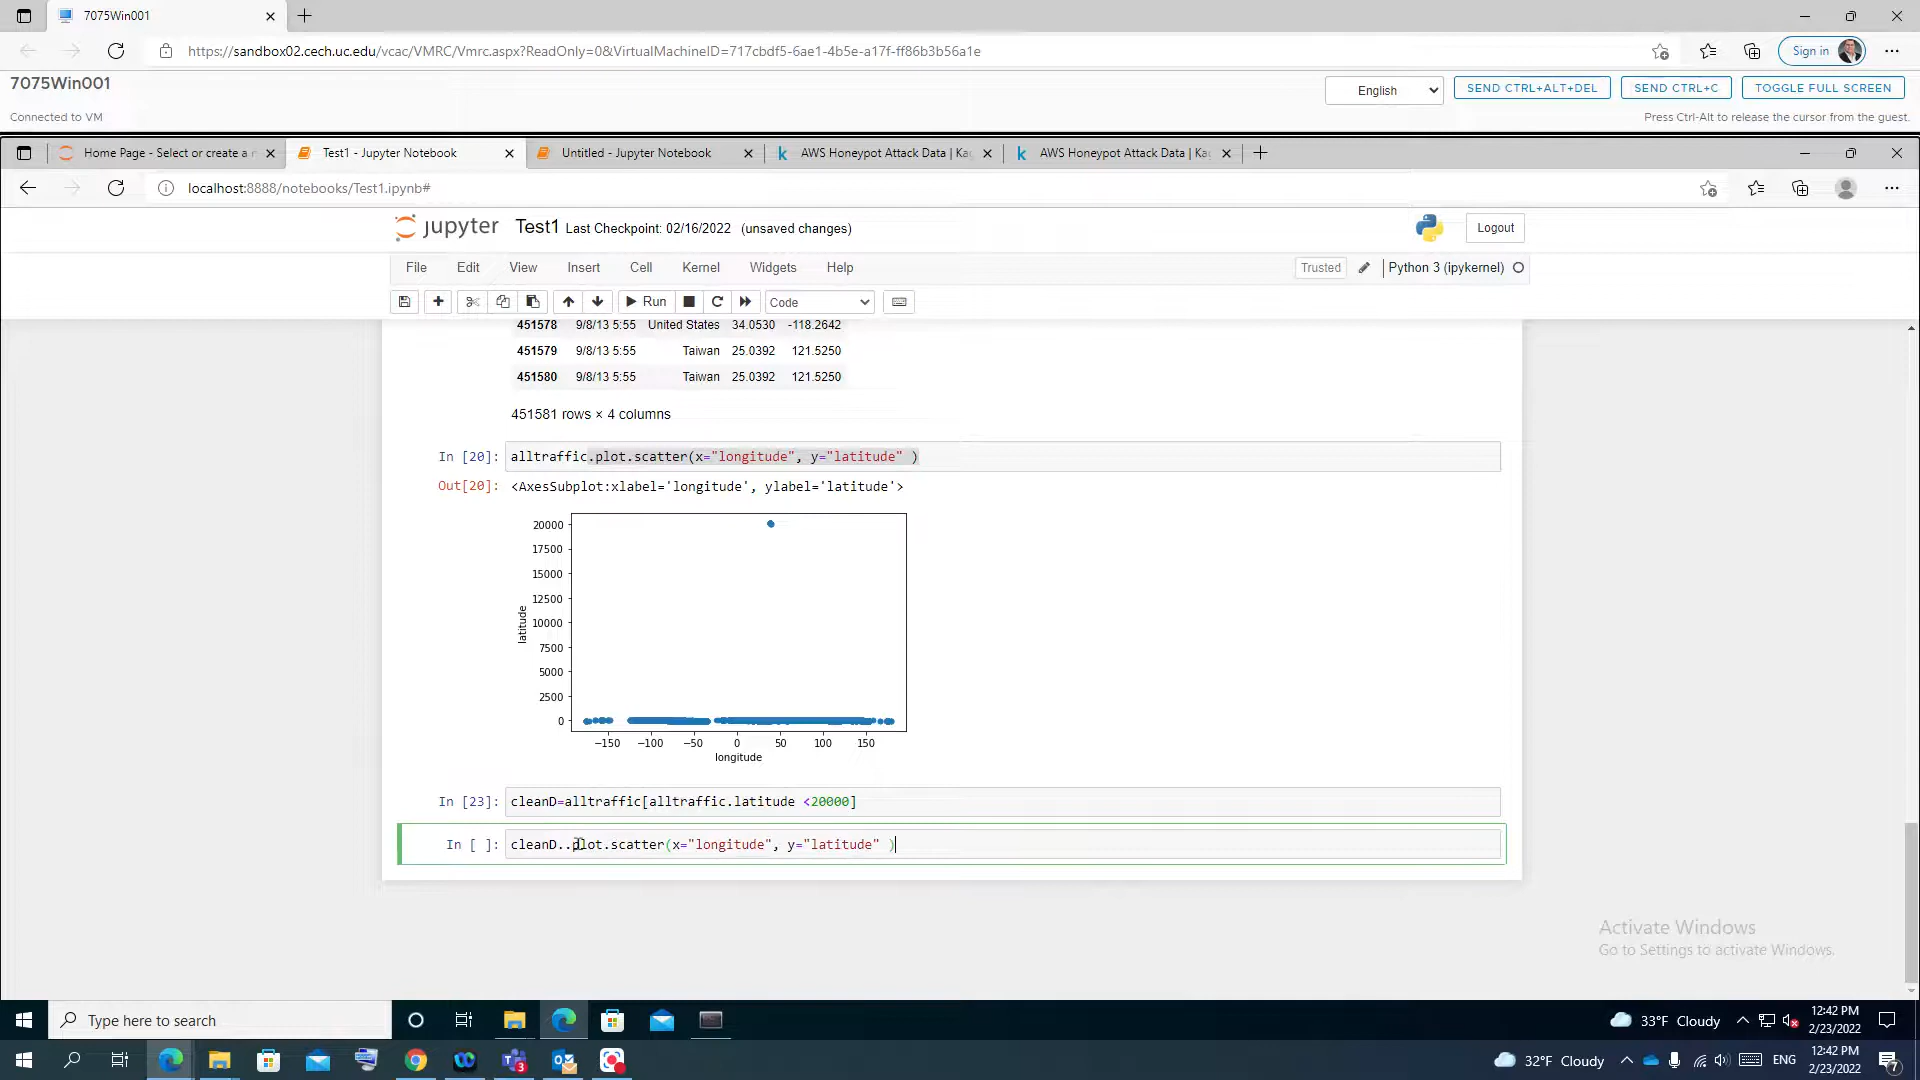 7075Win001
https://sandbox02.cech.uc.edu/vcac/VMRC/Vmrc.aspx?ReadOnly=0&VirtualMachineID=717cbdf5-6ae1-4b5e-a17f-ff86b3b56a1e
Sign in
7075Win001
English
SEND CTRL+ALT+DEL
SEND CTRL+C
TOGGLE FULL SCREEN
Connected to VM
Press Ctrl-Alt to release the cursor from the guest.
Home Page - Select or create a n
Test1 - Jupyter Notebook
Untitled - Jupyter Notebook
AWS Honeypot Attack Data | Kag
AWS Honeypot Attack Data | Kag
localhost:8888/notebooks/Test1.ipynb#
jupyter Test1 Last Checkpoint: 02/16/2022 (unsaved changes)
Logout
File Edit View Insert Cell Kernel Widgets Help
Trusted
Python 3 (ipykernel)
Run
Code
451578 9/8/13 5:55 United States 34.0530 -118.2642
451579 9/8/13 5:55 Taiwan 25.0392 121.5250
451580 9/8/13 5:55 Taiwan 25.0392 121.5250
451581 rows × 4 columns
In [20]: alltraffic.plot.scatter(x="longitude", y="latitude" )
Out[20]: <AxesSubplot:xlabel='longitude', ylabel='latitude'>
20000
17500
15000
12500
10000
7500
5000
2500
0
latitude
−150 −100 −50 0 50 100 150
longitude
In [23]: cleanD=alltraffic[alltraffic.latitude <20000]
In [ ]: cleanD..plot.scatter(x="longitude", y="latitude" )
Activate Windows
Go to Settings to activate Windows.
Type here to search
33°F Cloudy
12:42 PM
2/23/2022
3
32°F Cloudy
ENG
12:42 PM
2/23/2022
7